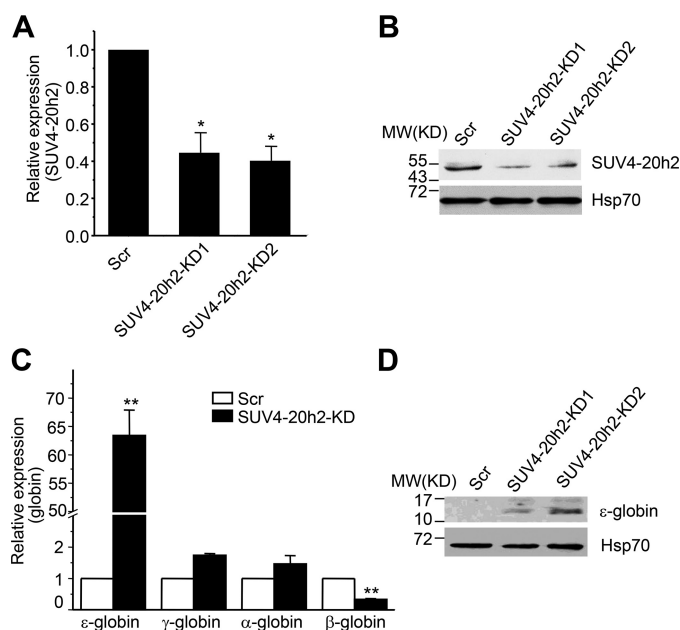 A
Relative expression
(SUV4-20h2)
1.0
0.8
0.6
0.4
0.2
0.0
*
*
Scr
SUV4-20h2-KD1
SUV4-20h2-KD2
B
MW(KD)
Scr
SUV4-20h2-KD1
SUV4-20h2-KD2
55
43
72
SUV4-20h2
Hsp70
C
Relative expression
(globin)
70
65
60
55
50
2
1
0
**
Scr
SUV4-20h2-KD
**
ε-globin
γ-globin
α-globin
β-globin
D
MW(KD)
Scr
SUV4-20h2-KD1
SUV4-20h2-KD2
17
10
72
ε-globin
Hsp70